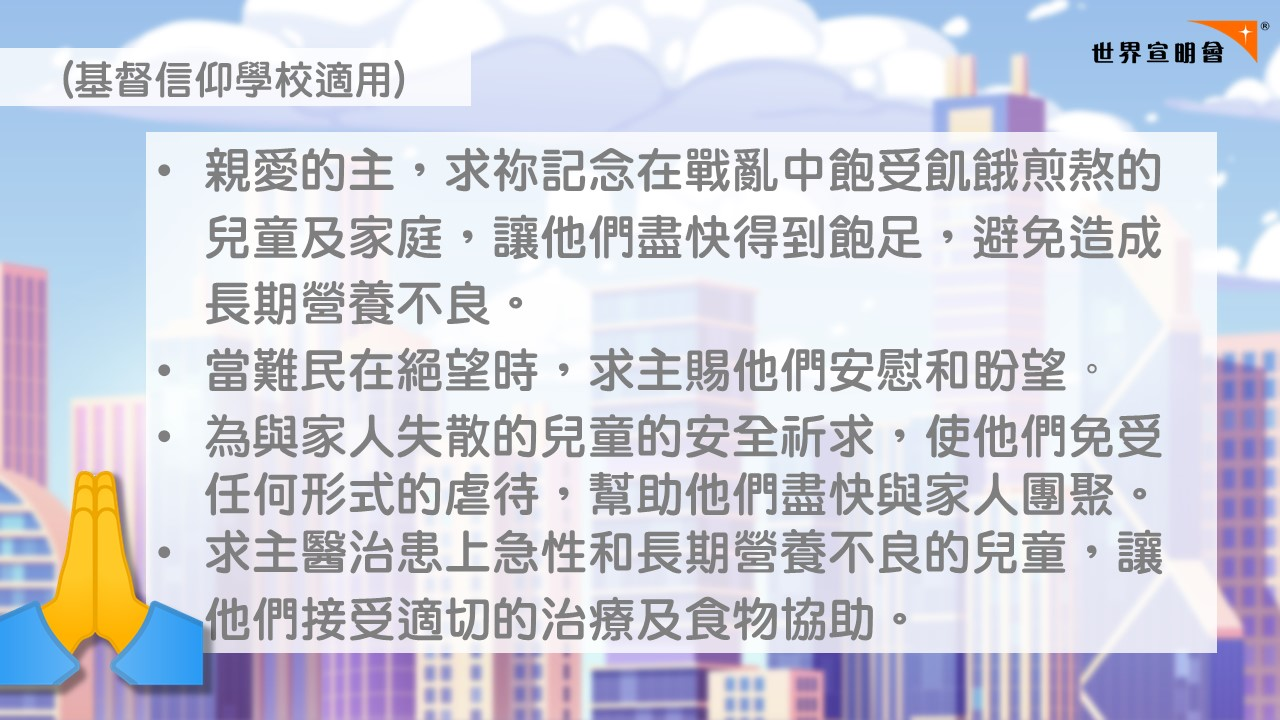 世界宣明會®
(基督信仰學校適用)
• 親愛的主，求祢記念在戰亂中飽受飢餓煎熬的
兒童及家庭，讓他們盡快得到飽足，避免造成
長期營養不良。
• 當難民在絕望時，求主賜他們安慰和盼望。
• 為與家人失散的兒童的安全祈求，使他們免受
任何形式的虐待，幫助他們盡快與家人團聚。
• 求主醫治患上急性和長期營養不良的兒童，讓
他們接受適切的治療及食物協助。